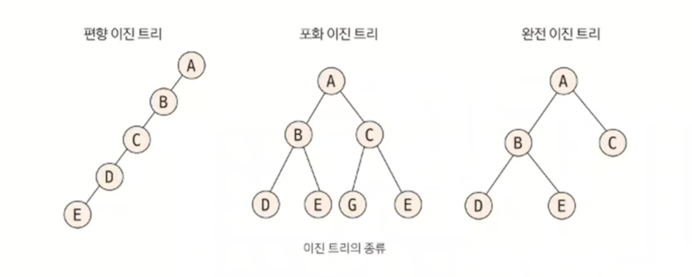 편향 이진 트리
포화 이진 트리
완전 이진 트리
A
B
C
D
E
A
B C
D E G E
A
B C
D E
이진 트리의 종류